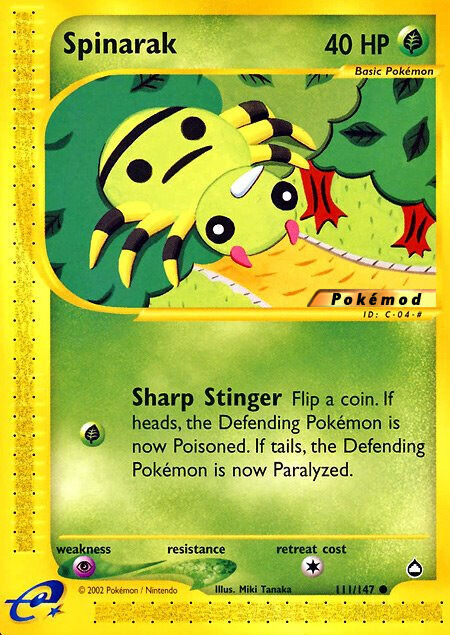 Spinarak 40 HP
Basic Pokémon
Pokémod
ID: C-04-#
Sharp Stinger Flip a coin. If
heads, the Defending Pokémon is
now Poisoned. If tails, the Defending
Pokémon is now Paralyzed.
weakness resistance retreat cost
© 2002 Pokémon / Nintendo Illus. Miki Tanaka 111/147
e